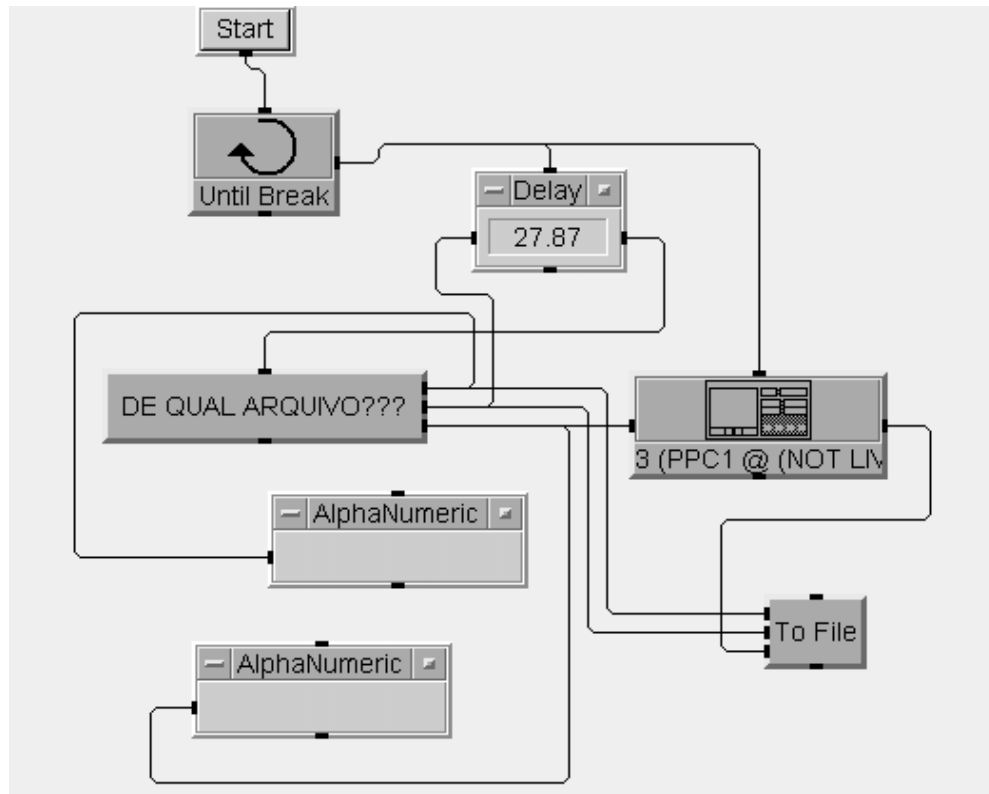 Start
Until Break
Delay
27.87
DE QUAL ARQUIVO???
3 (PPC1 @ (NOT LIV
AlphaNumeric
To File
AlphaNumeric